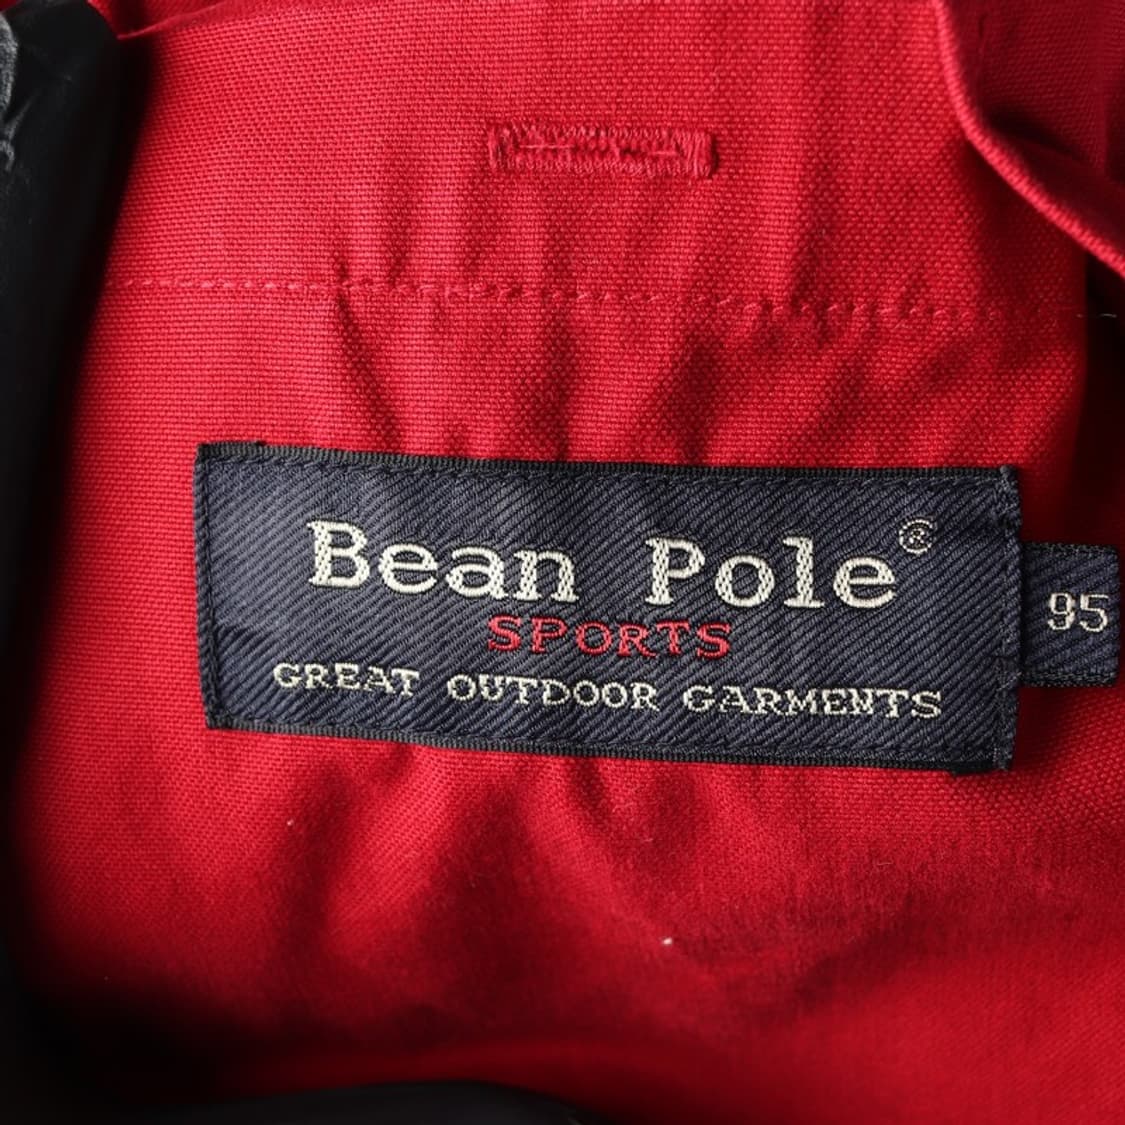 Bean Pole®
SPORTS
GREAT OUTDOOR GARMENTS
95